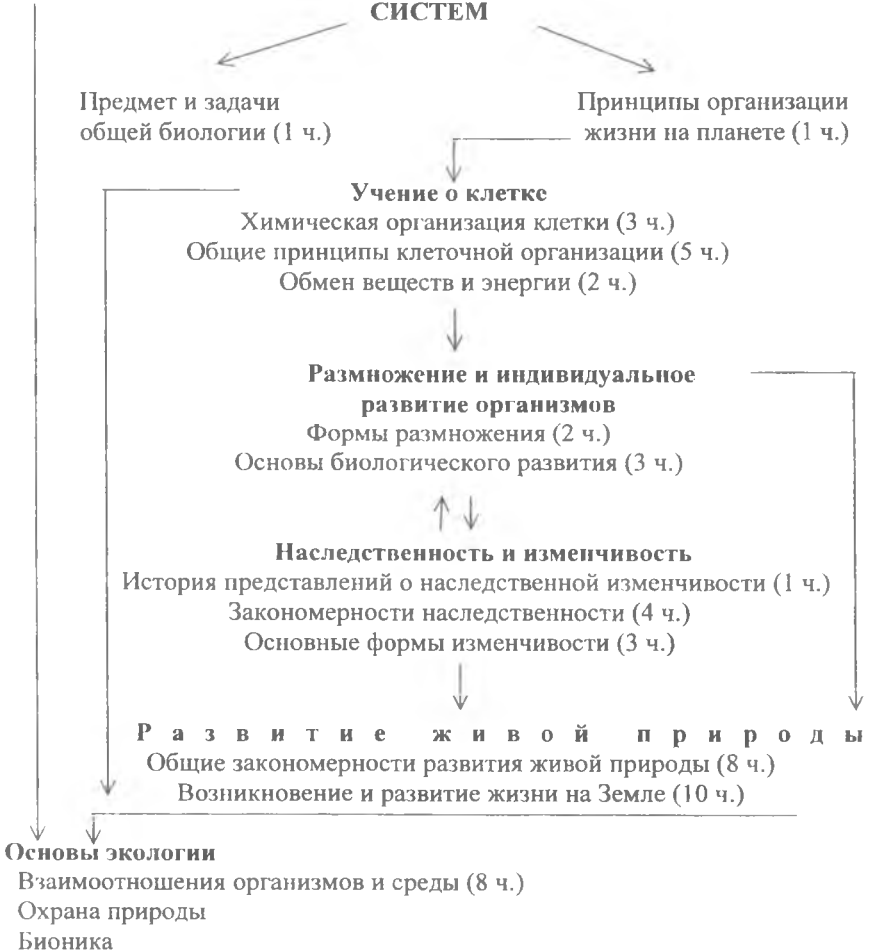 СИСТЕМ
Предмет и задачи
общей биологии (1 ч.)
Принципы организации
жизни на планете (1 ч.)
Учение о клетке
Химическая организация клетки (3 ч.)
Общие принципы клеточной организации (5 ч.)
Обмен веществ и энергии (2 ч.)
Размножение и индивидуальное
развитие организмов
Формы размножения (2 ч.)
Основы биологического развития (3 ч.)
Наследственность и изменчивость
История представлений о наследственной изменчивости (1 ч.)
Закономерности наследственности (4 ч.)
Основные формы изменчивости (3 ч.)
Развитие живой природы
Общие закономерности развития живой природы (8 ч.)
Возникновение и развитие жизни на Земле (10 ч.)
Основы экологии
Взаимоотношения организмов и среды (8 ч.)
Охрана природы
Бионика